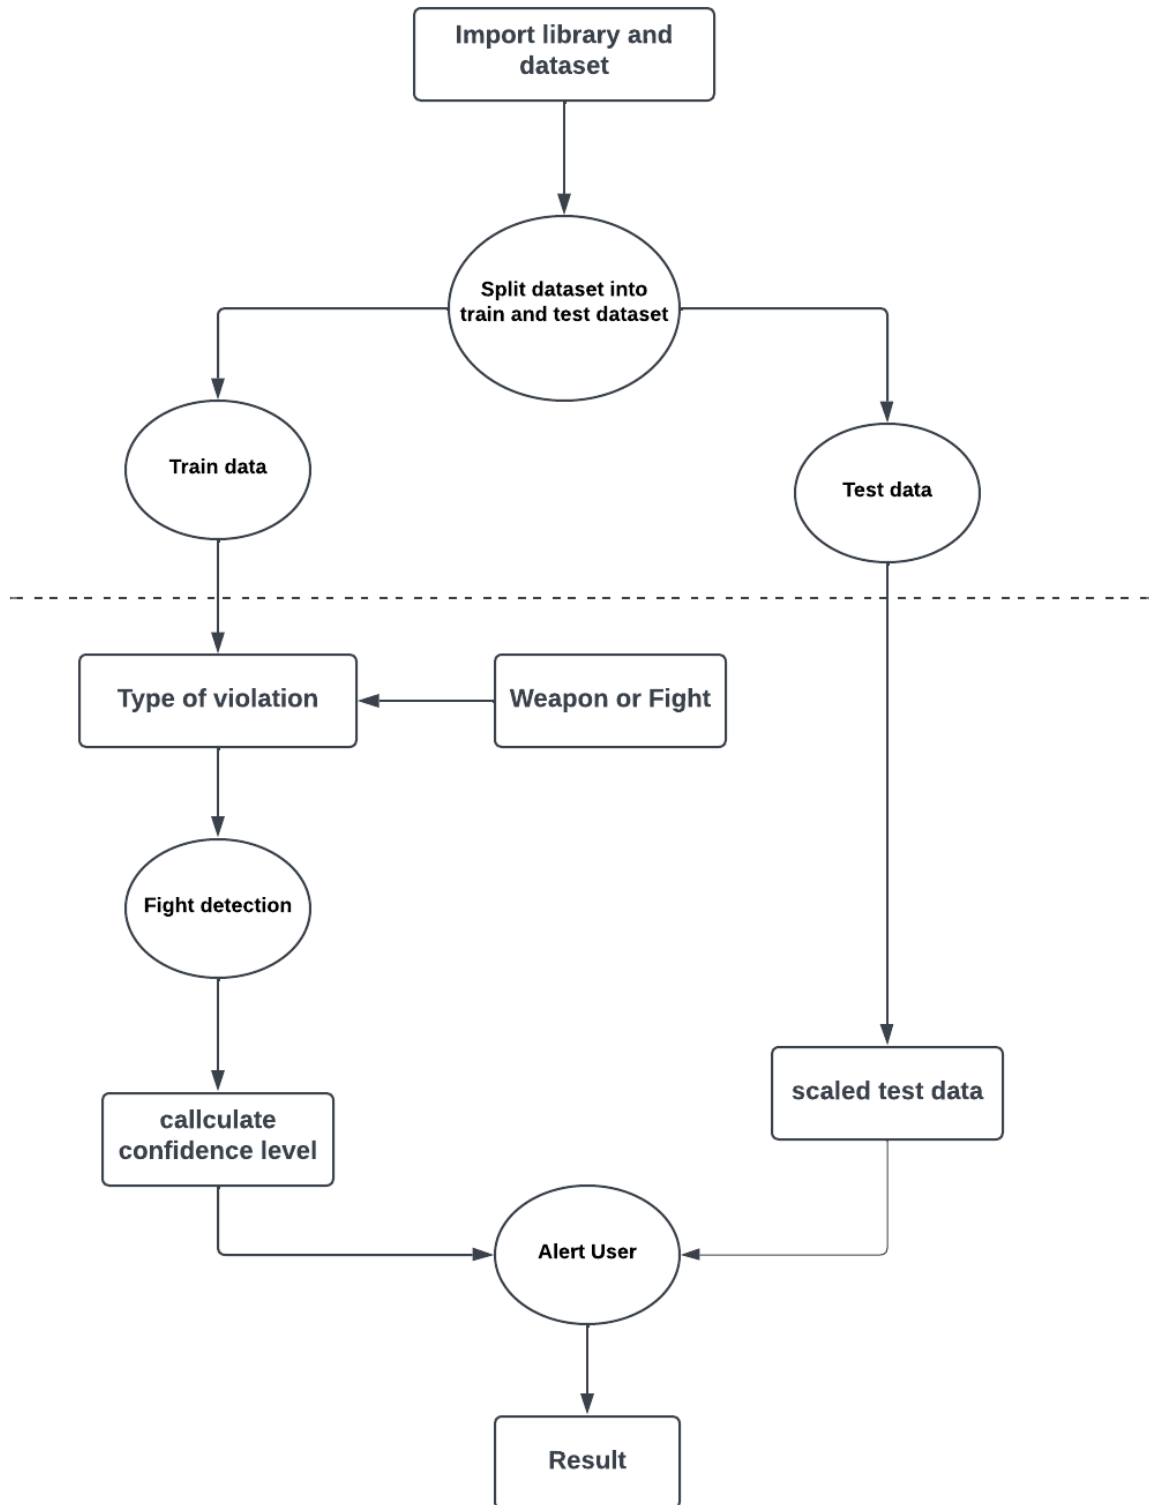 Import library and
dataset
Split dataset into
train and test dataset
Train data
Test data
Type of violation
Weapon or Fight
Fight detection
scaled test data
callculate
confidence level
Alert User
Result